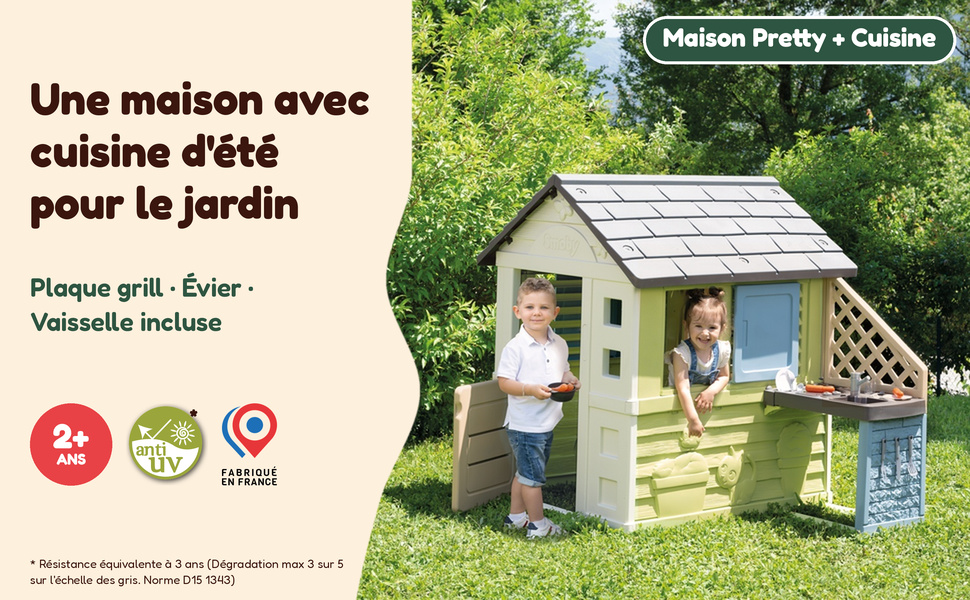 Maison Pretty + Cuisine
Une maison avec
cuisine d'été
pour le jardin
Plaque grill · Évier ·
Vaisselle incluse
2+
ANS
anti
uv
*
FABRIQUÉ
EN FRANCE
* Résistance équivalente à 3 ans (Dégradation max 3 sur 5
sur l'échelle des gris. Norme D15 1343)